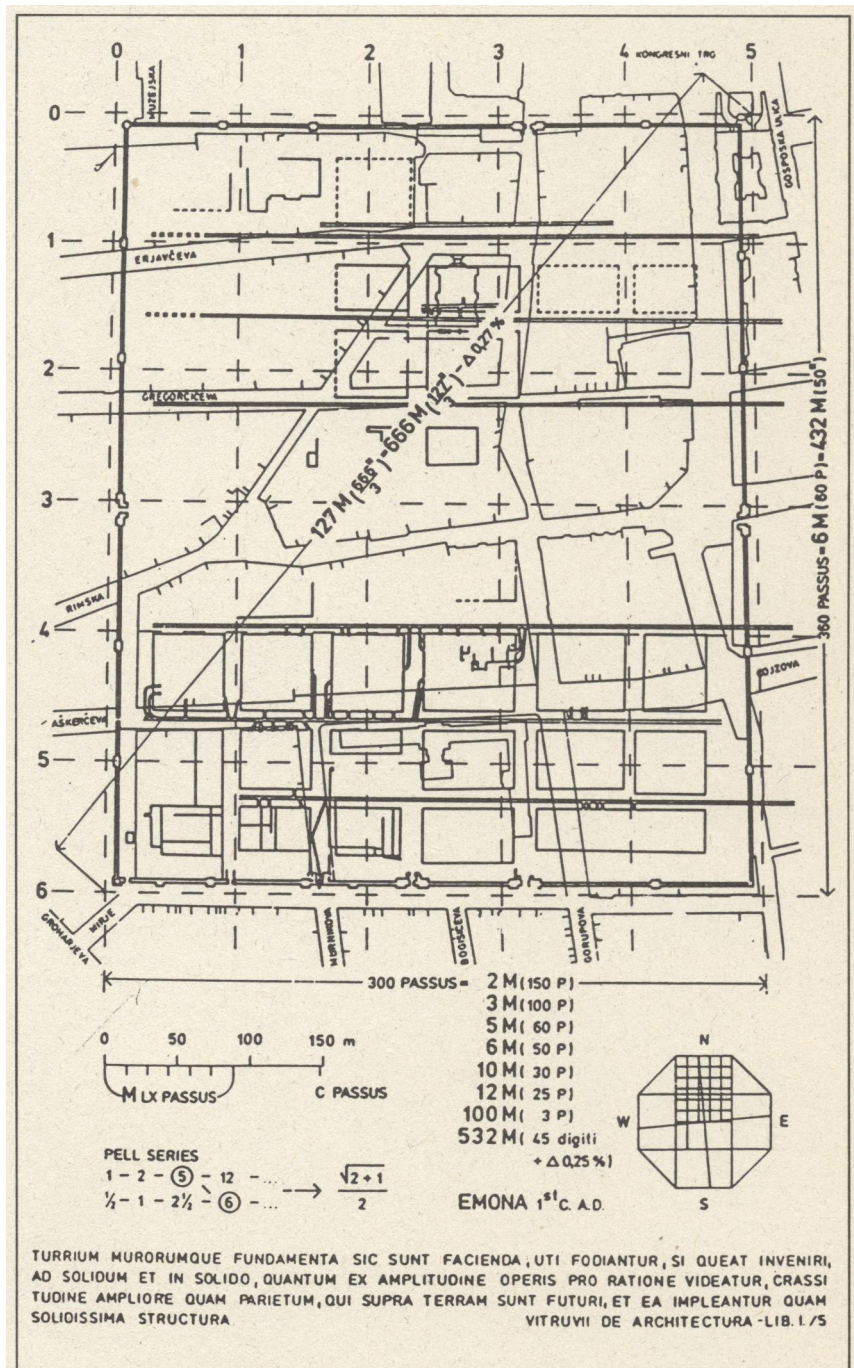 0 1 2 3 4 KONGRESNI TRG 5
MUZEJSKA
0
GOSPOSKA ULICA
1
ERJAVČEVA
2
GREGORČIČEVA
127 M (666"/3) = 666 M (127"/3) - Δ 0,27 %
360 PASSUS = 6 M (60 P) = 432 M (50")
3
RIMSKA
4
ZOJZOVA
AŠKERČEVA
5
6
GROHARJEVA
MIRJE
MURNIKOVA
BOGIŠIĆEVA
GORUPOVA
300 PASSUS = 2 M (150 P)
3 M (100 P)
5 M ( 60 P)
6 M ( 50 P)
10 M ( 30 P)
12 M ( 25 P)
100 M ( 3 P)
532 M ( 45 digiti
+ Δ 0,25 %)
0 50 100 150 m
M LX PASSUS C PASSUS
N
W E
S
PELL SERIES
1 - 2 - 5 - 12 - ...
½ - 1 - 2½ - 6 - ... → √2+1 / 2
EMONA 1st C. A.D.
TURRIUM MURORUMQUE FUNDAMENTA SIC SUNT FACIENDA, UTI FODIANTUR, SI QUEAT INVENIRI,
AD SOLIDUM ET IN SOLIDO, QUANTUM EX AMPLITUDINE OPERIS PRO RATIONE VIDEATUR, CRASSI
TUDINE AMPLIORE QUAM PARIETUM, QUI SUPRA TERRAM SUNT FUTURI, ET EA IMPLEANTUR QUAM
SOLIDISSIMA STRUCTURA VITRUVII DE ARCHITECTURA - LIB. I. /5